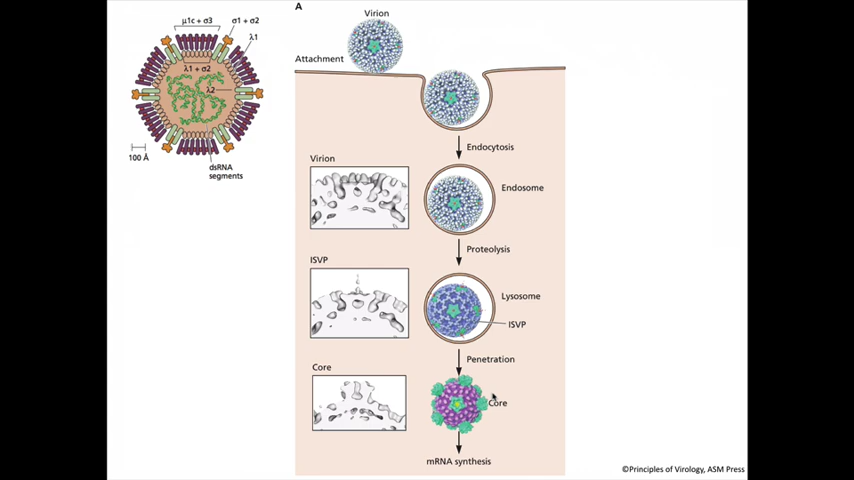 A
μ1c + σ3
σ1 + σ2
λ1
λ1 + σ2
λ2
100 Å
dsRNA
segments
Virion
Attachment
Endocytosis
Virion
Endosome
Proteolysis
ISVP
Lysosome
ISVP
Penetration
Core
Core
mRNA synthesis
©Principles of Virology, ASM Press